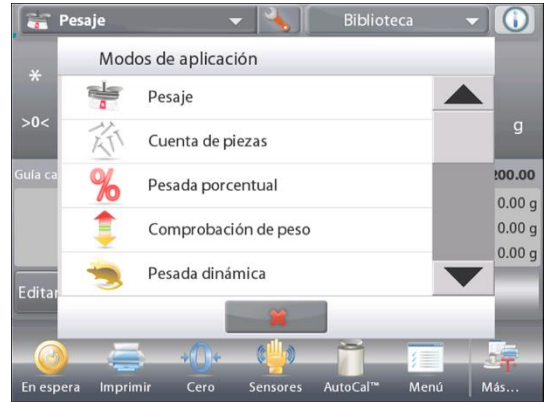 Pesaje
Biblioteca
Modos de aplicación
*
>0<
g
Pesaje
Cuenta de piezas
Pesada porcentual
Comprobación de peso
Pesada dinámica
Guía ca
200.00
0.00 g
0.00 g
0.00 g
Editar
En espera Imprimir Cero Sensores AutoCal™ Menú Más...